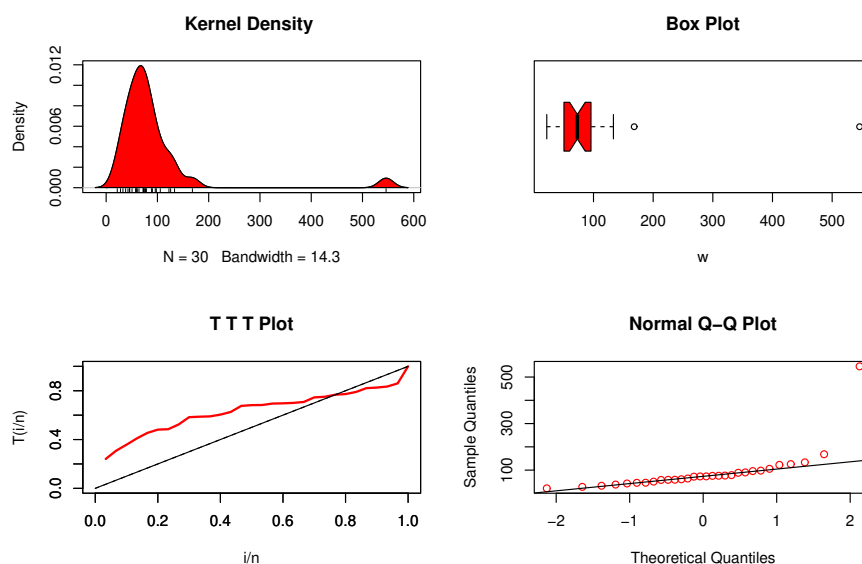 Kernel Density
Density
0.000 0.006 0.012
0 100 200 300 400 500 600
N = 30 Bandwidth = 14.3
Box Plot
100 200 300 400 500
w
T T T Plot
T(i/n)
0.0 0.4 0.8
0.0 0.2 0.4 0.6 0.8 1.0
i/n
Normal Q−Q Plot
Sample Quantiles
100 300 500
−2 −1 0 1 2
Theoretical Quantiles